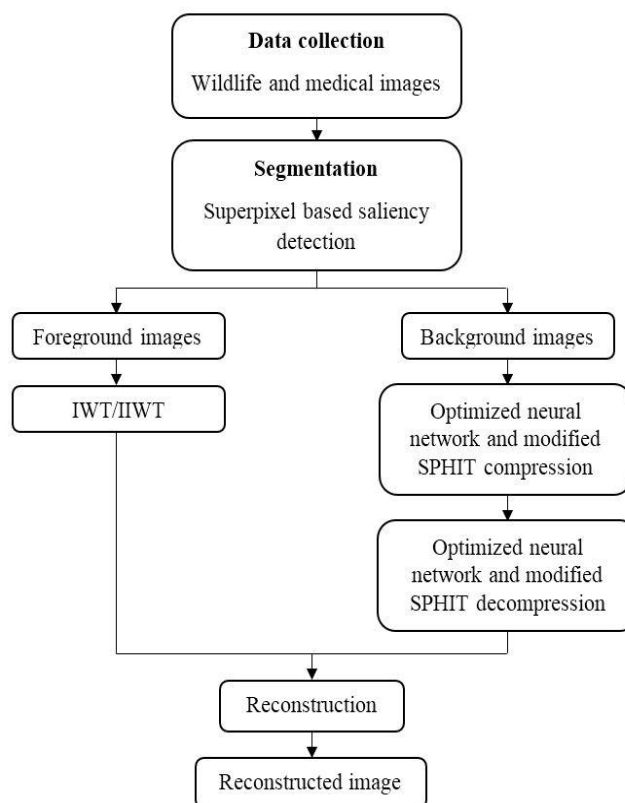 Data collection
Wildlife and medical images
Segmentation
Superpixel based saliency
detection
Foreground images
Background images
IWT/IIWT
Optimized neural
network and modified
SPHIT compression
Optimized neural
network and modified
SPHIT decompression
Reconstruction
Reconstructed image